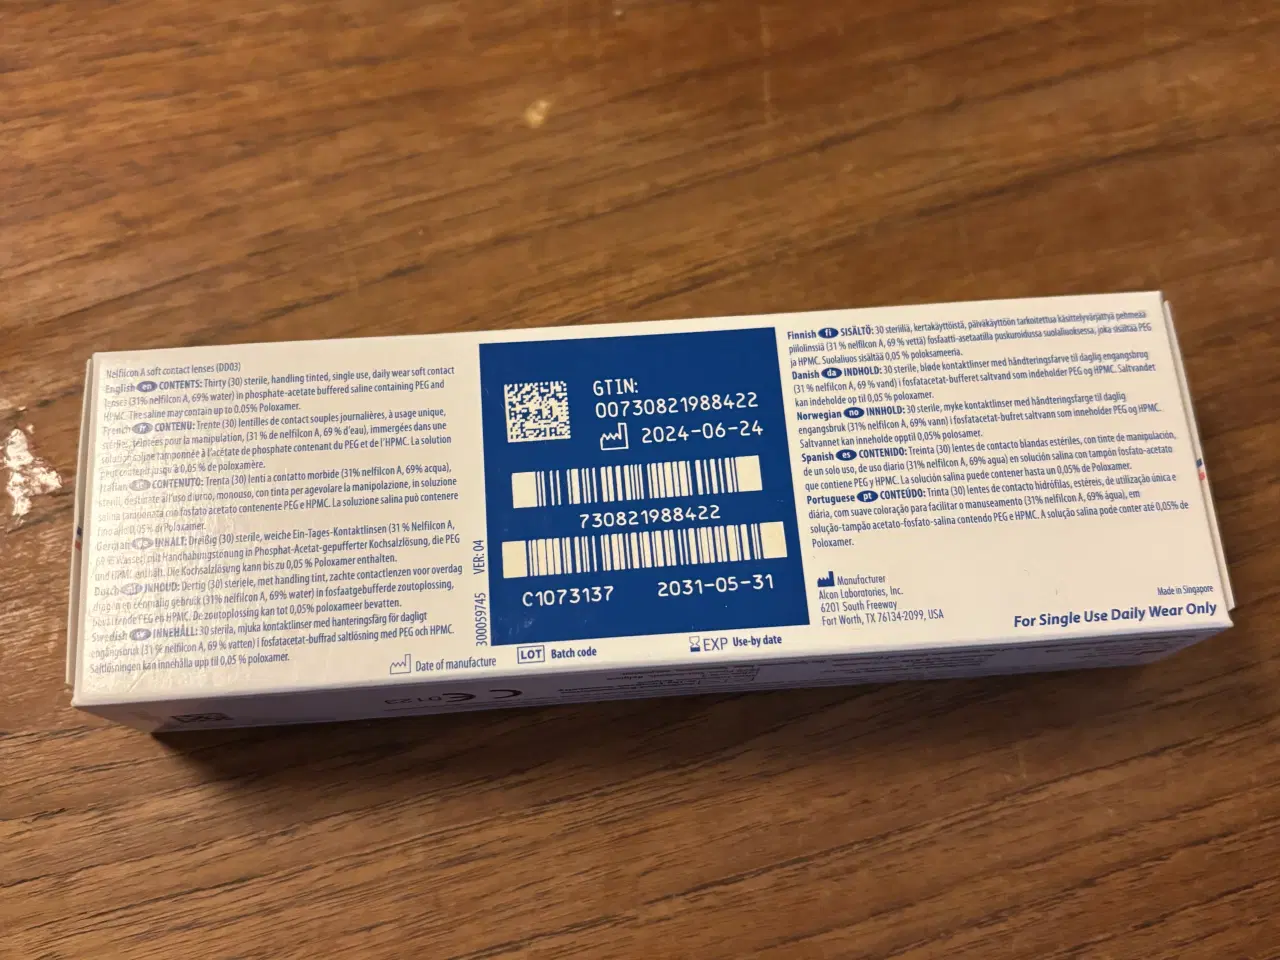 Nelfilcon A soft contact lenses (DD03)
English en CONTENTS: Thirty (30) sterile, handling tinted, single use, daily wear soft contact
lenses (31% nelfilcon A, 69% water) in phosphate-acetate buffered saline containing PEG and
HPMC. The saline may contain up to 0.05% Poloxamer.
French fr CONTENU: Trente (30) lentilles de contact souples journalières, à usage unique,
stériles, teintées pour la manipulation, (31 % de nelfilcon A, 69 % d'eau), immergées dans une
solution saline tamponnée à l'acétate de phosphate contenant du PEG et de l'HPMC. La solution
peut contenir jusqu'à 0,05 % de poloxamère.
Italian CONTENUTO: Trenta (30) lenti a contatto morbide (31% nelfilcon A, 69% acqua),
sterili, destinate all'uso diurno, monouso, con tinta per agevolare la manipolazione, in soluzione
salina tamponata con fosfato acetato contenente PEG e HPMC. La soluzione salina può contenere
fino allo 0,05% di Poloxamer.
German INHALT: Dreißig (30) sterile, weiche Ein-Tages-Kontaktlinsen (31 % Nelfilcon A,
69 % Wasser) mit Handhabungstönung in Phosphat-Acetat-gepufferter Kochsalzlösung, die PEG
und HPMC enthält. Die Kochsalzlösung kann bis zu 0,05 % Poloxamer enthalten.
Dutch INHOUD: Dertig (30) steriele, met handling tint, zachte contactlenzen voor overdag
dragen en eenmalig gebruik (31% nelfilcon A, 69% water) in fosfaatgebufferde zoutoplossing,
bevattende PEG en HPMC. De zoutoplossing kan tot 0,05% poloxameer bevatten.
Swedish sv INNEHÅLL: 30 sterila, mjuka kontaktlinser med hanteringsfärg för dagligt
engångsbruk (31 % nelfilcon A, 69 % vatten) i fosfatacetat-buffrad saltlösning med PEG och HPMC.
Saltlösningen kan innehålla upp till 0,05 % poloxamer.
Date of manufacture
300059745 VER: 04
GTIN:
00730821988422
2024-06-24
730821988422
C1073137 2031-05-31
LOT Batch code
EXP Use-by date
Finnish fi SISÄLTÖ: 30 steriiliä, kertakäyttöistä, päiväkäyttöön tarkoitettua käsittelyvärjättyä pehmeää
piilolinssiä (31 % nelfilcon A, 69 % vettä) fosfaatti-asetaatilla puskuroidussa suolaliuoksessa, joka sisältää PEG
ja HPMC. Suolaliuos sisältää 0,05 % poloksameeria.
Danish da INDHOLD: 30 sterile, bløde kontaktlinser med håndteringsfarve til daglig engangsbrug
(31 % nelfilcon A, 69 % vand) i fosfatacetat-bufferet saltvand som indeholder PEG og HPMC. Saltvandet
kan indeholde op til 0,05 % poloxamer.
Norwegian no INNHOLD: 30 sterile, myke kontaktlinser med håndteringsfarge til daglig
engangsbruk (31% nelfilcon A, 69% vann) i fosfatacetat-bufret saltvann som inneholder PEG og HPMC.
Saltvannet kan inneholde opptil 0,05% polosamer.
Spanish es CONTENIDO: Treinta (30) lentes de contacto blandas estériles, con tinte de manipulación,
de un solo uso, de uso diario (31% nelfilcon A, 69% agua) en solución salina con tampón fosfato-acetato
que contiene PEG y HPMC. La solución salina puede contener hasta un 0,05% de Poloxamer.
Portuguese pt CONTEÚDO: Trinta (30) lentes de contacto hidrófilas, estéreis, de utilização única e
diária, com suave coloração para facilitar o manuseamento (31% nelfilcon A, 69% água), em
solução-tampão acetato-fosfato-salina contendo PEG e HPMC. A solução salina pode conter até 0,05% de
Poloxamer.
Manufacturer
Alcon Laboratories, Inc.
6201 South Freeway
Fort Worth, TX 76134-2099, USA
Made in Singapore
For Single Use Daily Wear Only
CE 0123